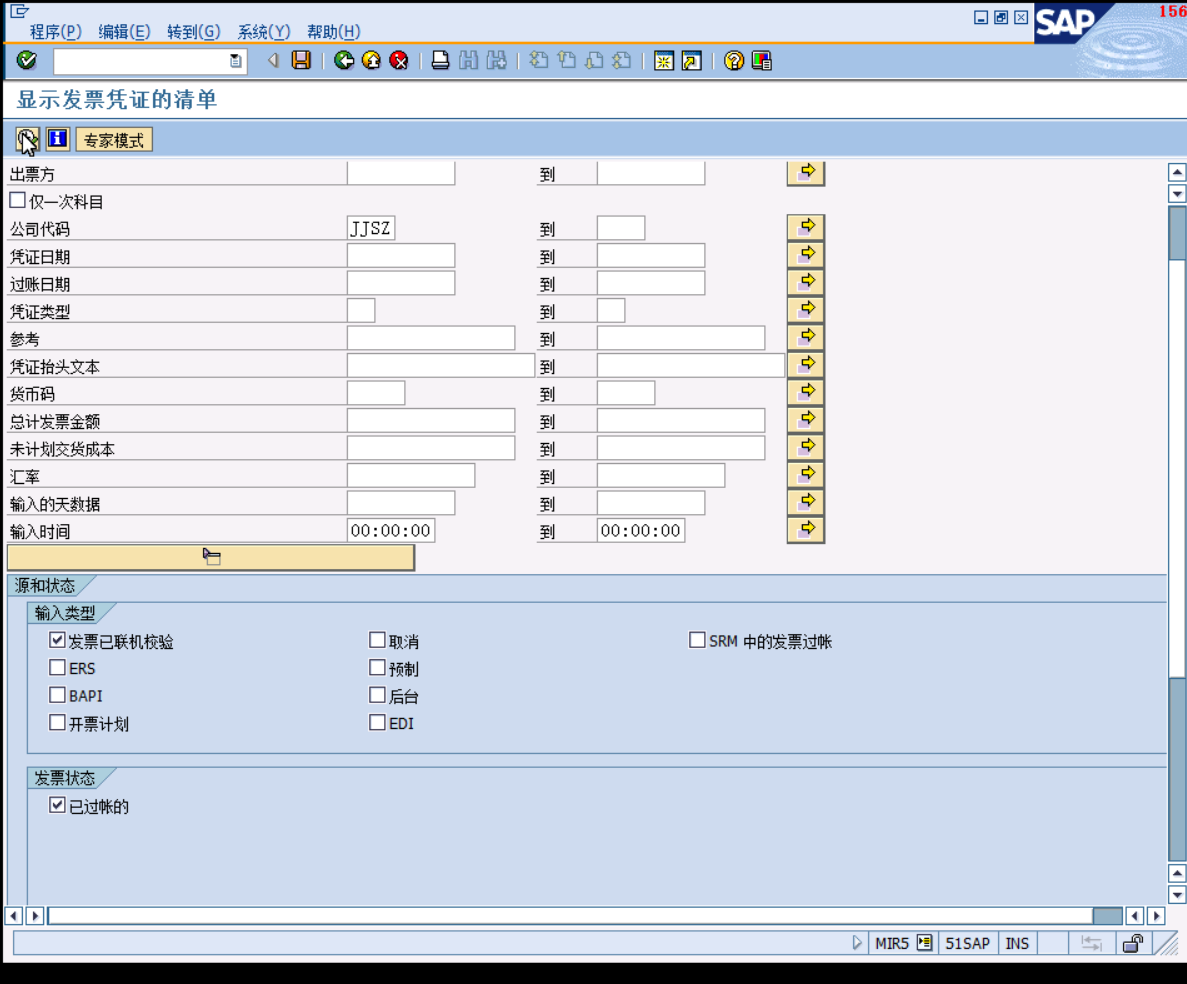 156
程序(P) 编辑(E) 转到(G) 系统(Y) 帮助(H)
SAP
显示发票凭证的清单
专家模式
出票方 到
仅一次科目
公司代码 JJSZ 到
凭证日期 到
过账日期 到
凭证类型 到
参考 到
凭证抬头文本 到
货币码 到
总计发票金额 到
未计划交货成本 到
汇率 到
输入的天数据 到
输入时间 00:00:00 到 00:00:00
源和状态
输入类型
发票已联机校验 取消 SRM 中的发票过帐
ERS 预制
BAPI 后台
开票计划 EDI
发票状态
已过帐的
MIR5 51SAP INS